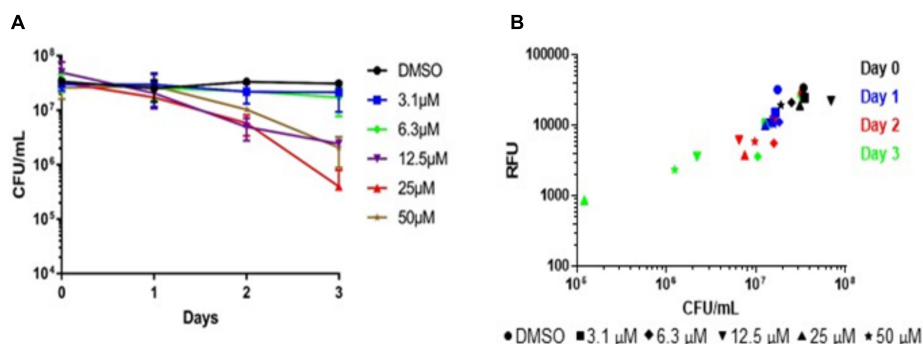 A
10⁸
10⁷
10⁶
10⁵
10⁴
CFU/mL
0 1 2 3
Days
DMSO
3.1µM
6.3µM
12.5µM
25µM
50µM
B
100000
10000
1000
100
RFU
10⁵ 10⁶ 10⁷ 10⁸
CFU/mL
Day 0
Day 1
Day 2
Day 3
DMSO 3.1 µM 6.3 µM 12.5 µM 25 µM 50 µM